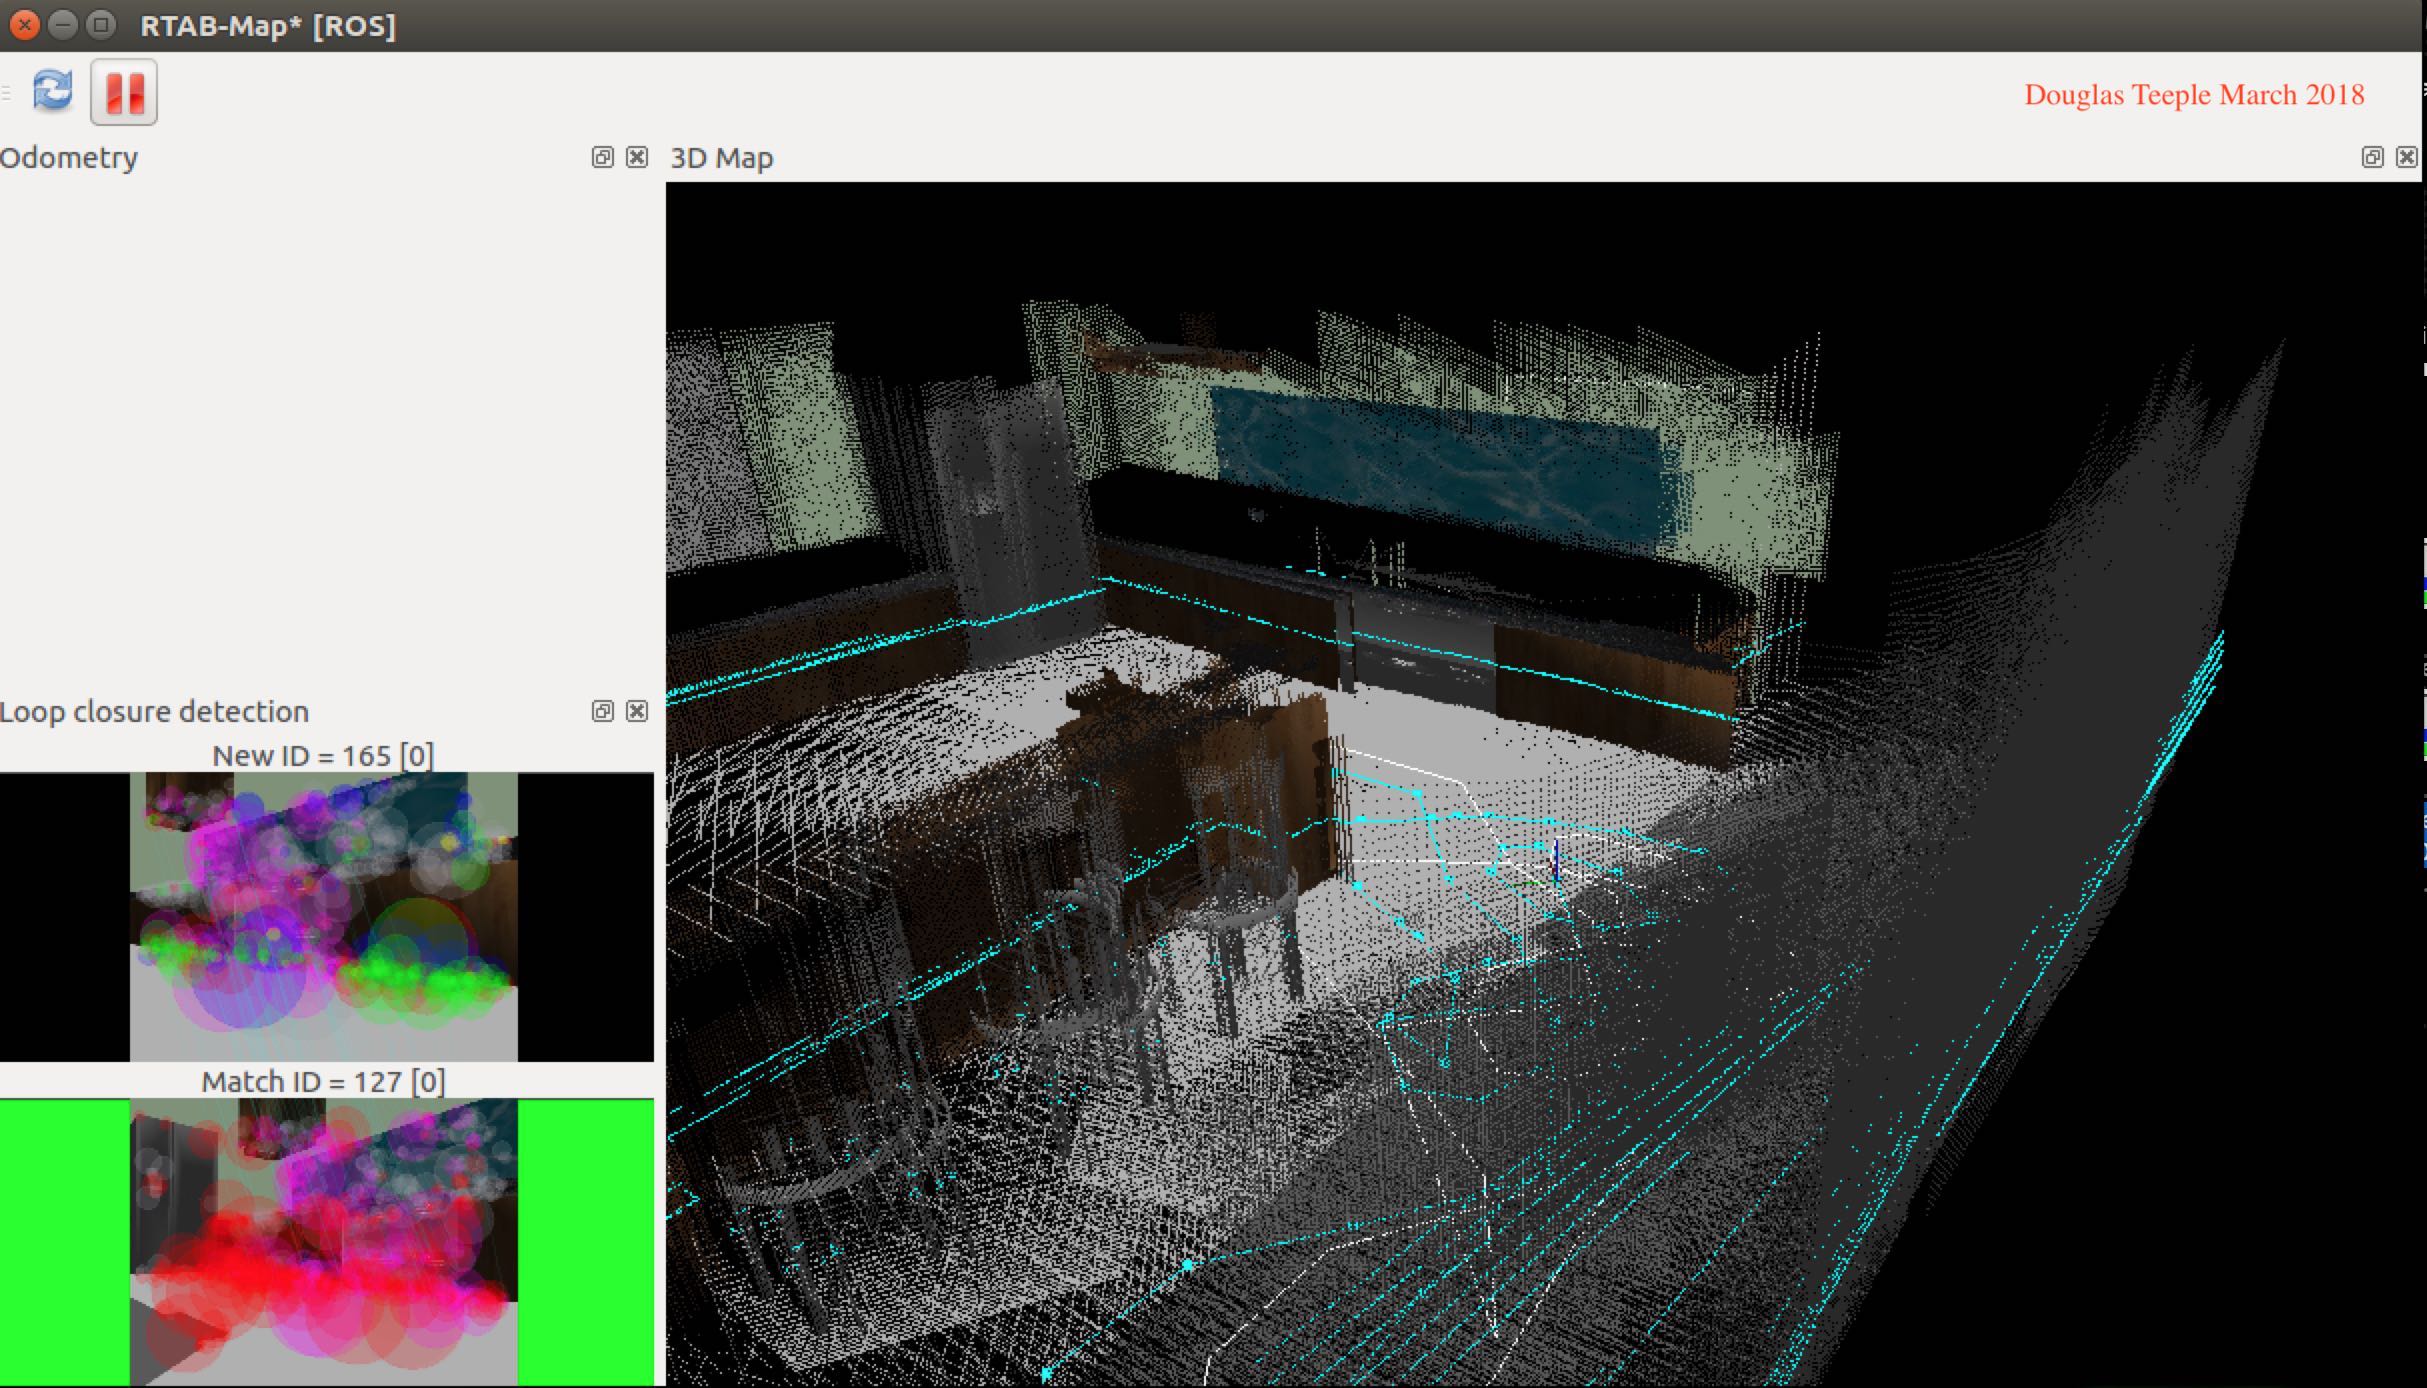 RTAB-Map* [ROS]
Douglas Teeple March 2018
Odometry
3D Map
Loop closure detection
New ID = 165 [0]
Match ID = 127 [0]